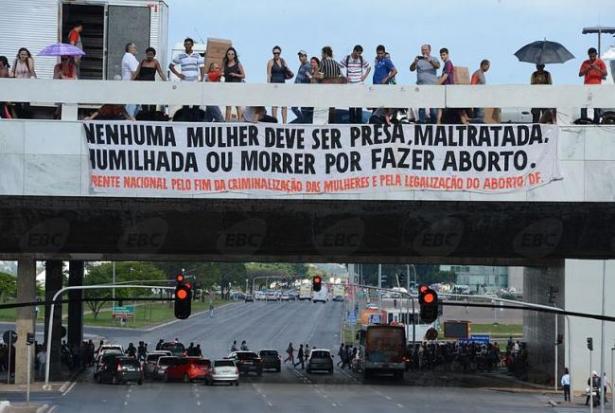 NENHUMA MULHER DEVE SER PRESA, MALTRATADA.
HUMILHADA OU MORRER POR FAZER ABORTO.
FRENTE NACIONAL PELO FIM DA CRIMINALIZAÇÃO DAS MULHERES E PELA LEGALIZAÇÃO DO ABORTO, DF.
EBC EBC EBC EBC EBC EBC